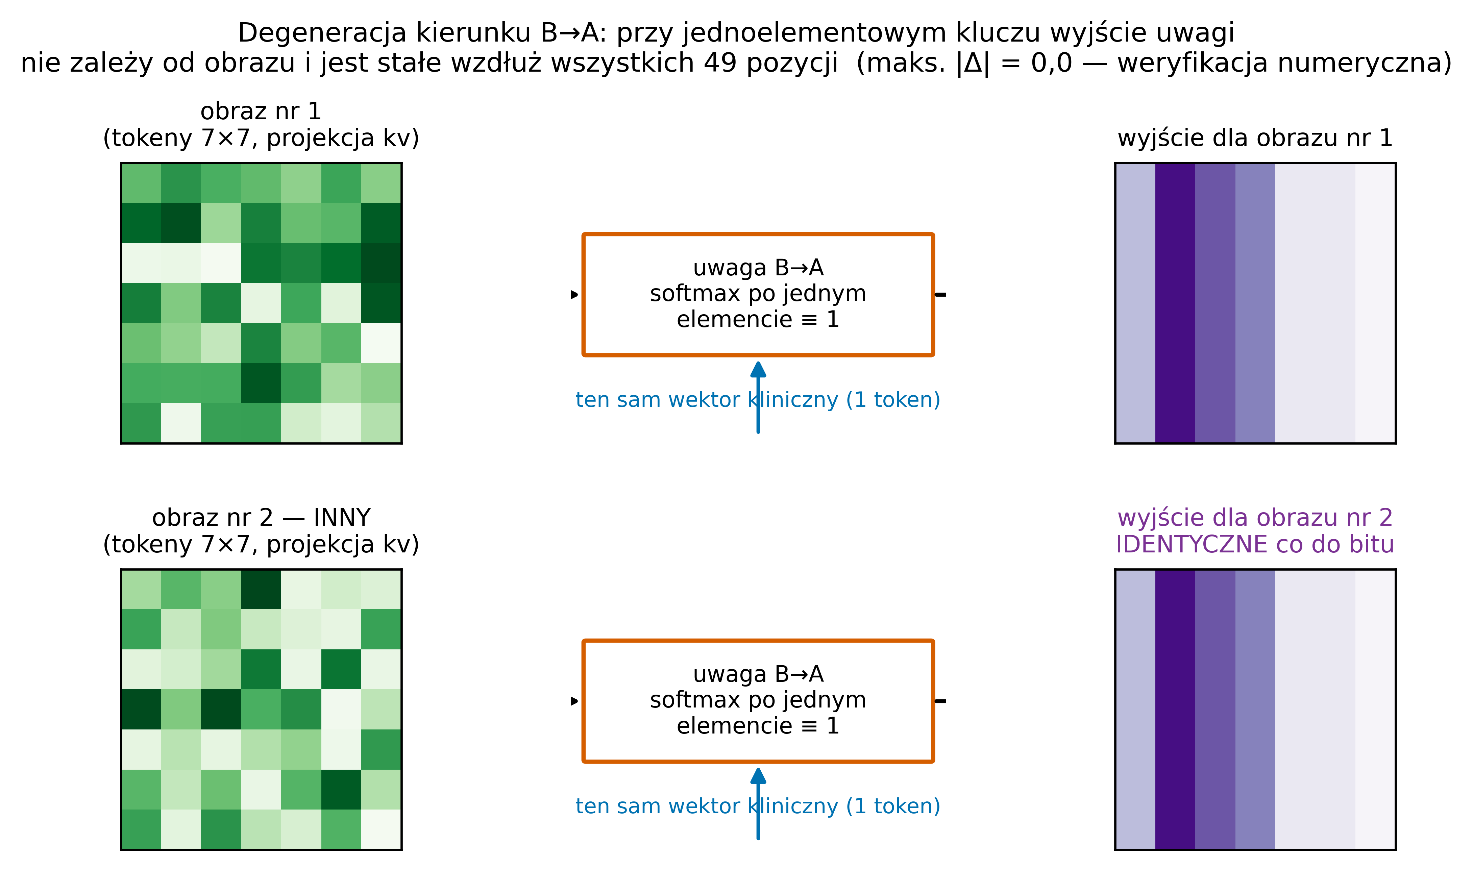 Degeneracja kierunku B→A: przy jednoelementowym kluczu wyjście uwagi
nie zależy od obrazu i jest stałe wzdłuż wszystkich 49 pozycji (maks. |Δ| = 0,0 — weryfikacja numeryczna)
obraz nr 1
(tokeny 7×7, projekcja kv)
wyjście dla obrazu nr 1
uwaga B→A
softmax po jednym
elemencie ≡ 1
ten sam wektor kliniczny (1 token)
obraz nr 2 — INNY
(tokeny 7×7, projekcja kv)
wyjście dla obrazu nr 2
IDENTYCZNE co do bitu
uwaga B→A
softmax po jednym
elemencie ≡ 1
ten sam wektor kliniczny (1 token)